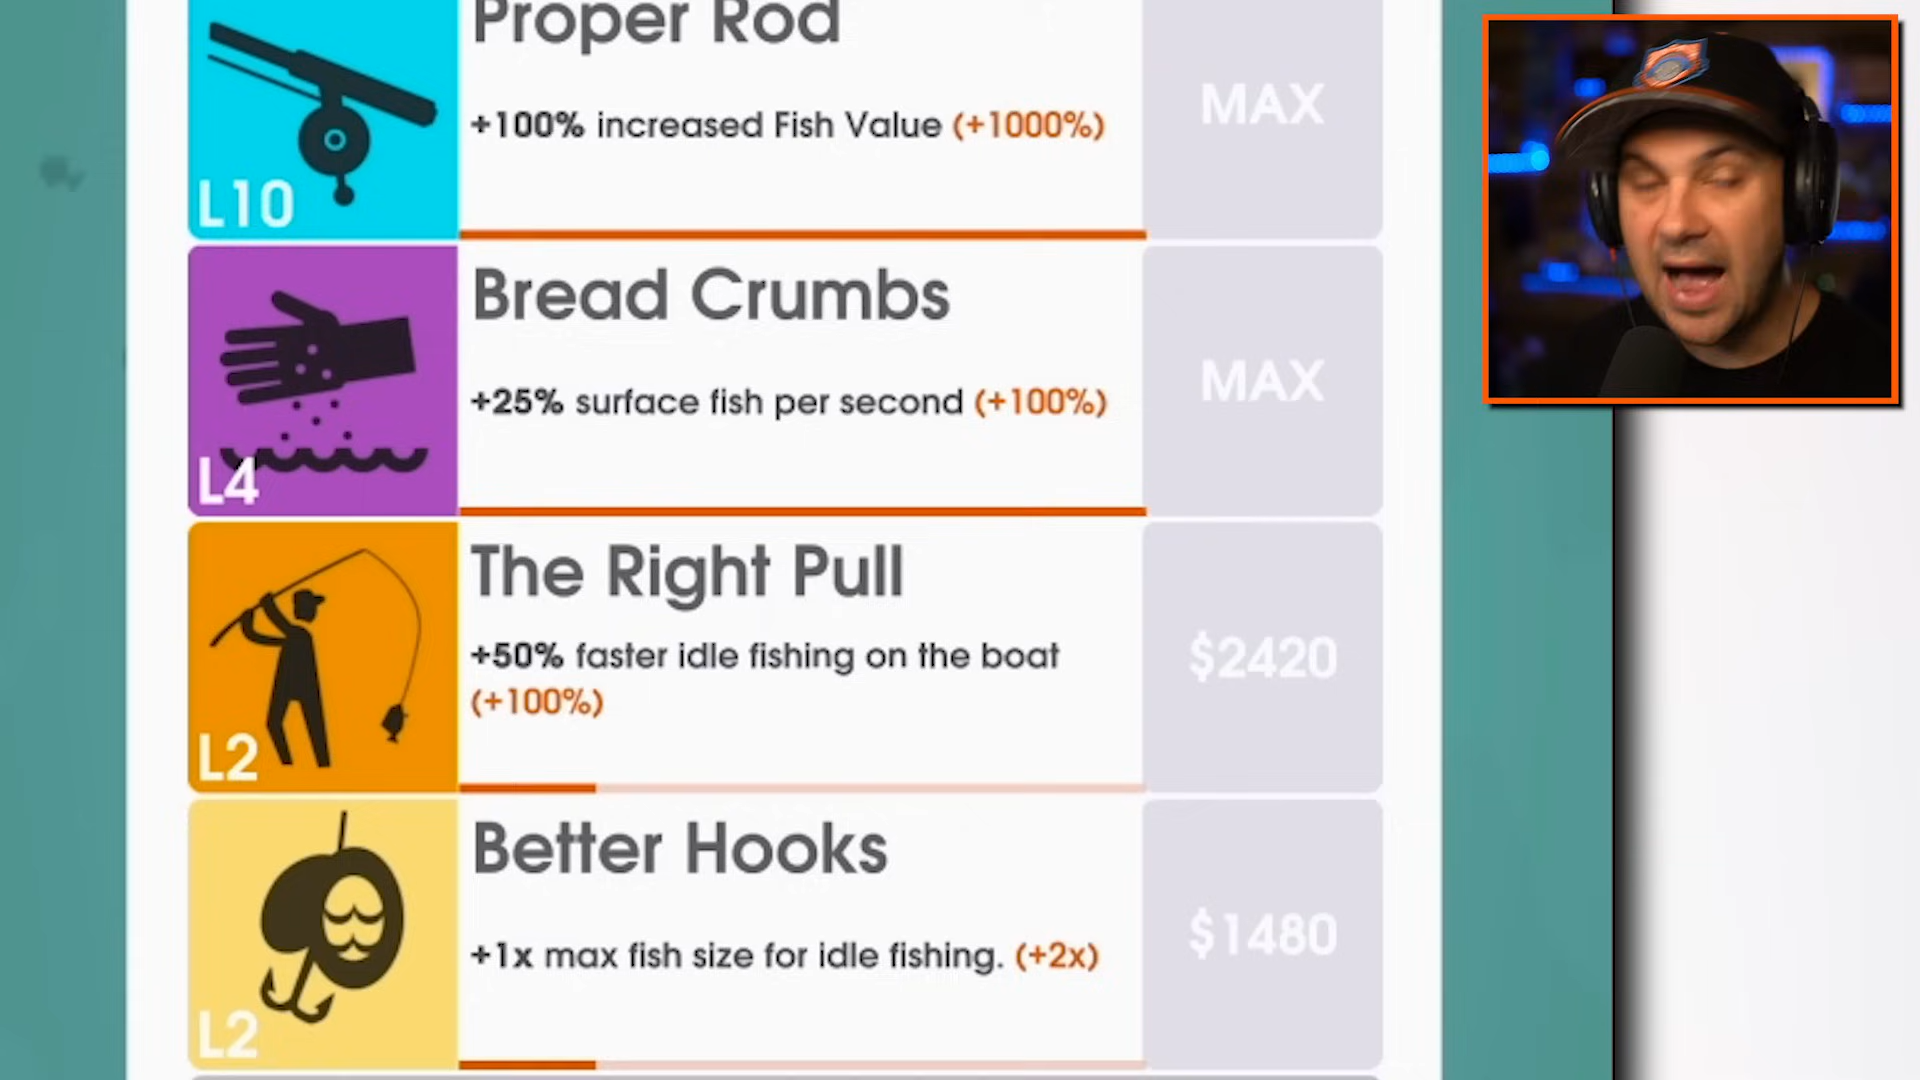 Proper Rod
+100% increased Fish Value (+1000%)
MAX
L10
Bread Crumbs
+25% surface fish per second (+100%)
MAX
L4
The Right Pull
+50% faster idle fishing on the boat
(+100%)
$2420
L2
Better Hooks
+1x max fish size for idle fishing. (+2x)
$1480
L2